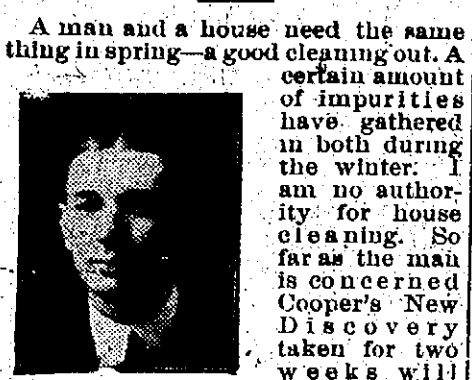 A man and a house need the same
thing in spring—a good cleaning out. A
certain amount
of impurities
have gathered
in both during
the winter. I
am no author-
ity for house
cleaning. So
far as the man
is concerned
Cooper's New
Discovery
taken for two
weeks will